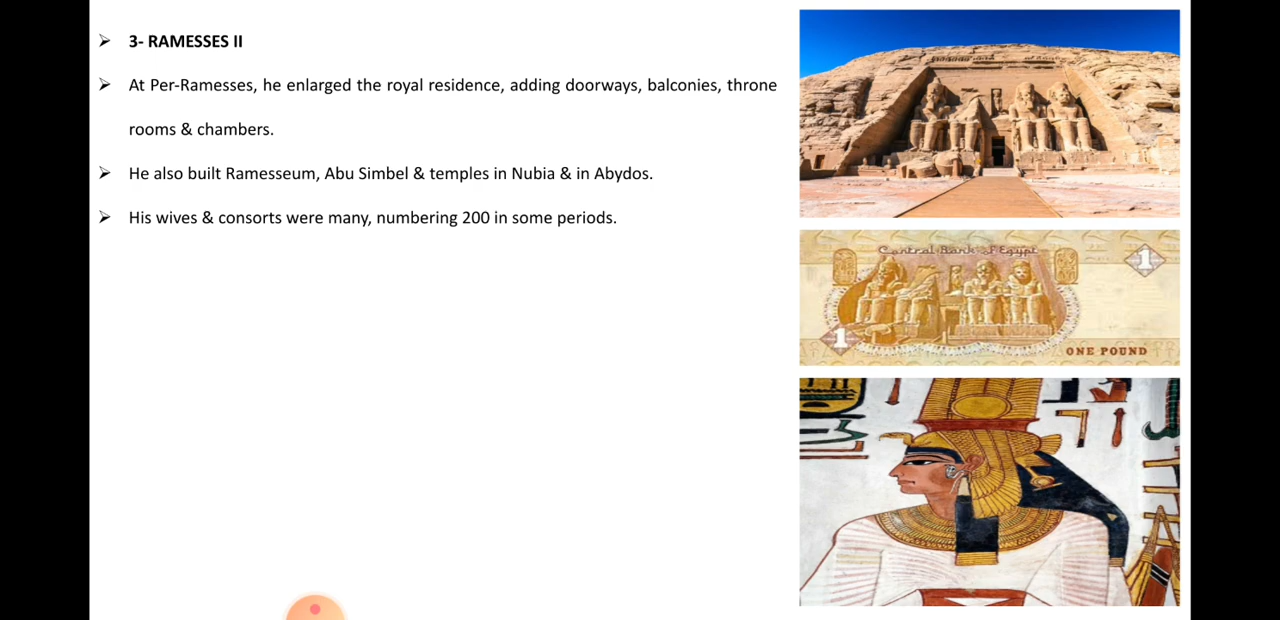 3- RAMESSES II
At Per-Ramesses, he enlarged the royal residence, adding doorways, balconies, throne
rooms & chambers.
He also built Ramesseum, Abu Simbel & temples in Nubia & in Abydos.
His wives & consorts were many, numbering 200 in some periods.
Central Bank of Egypt
1
1
ONE POUND